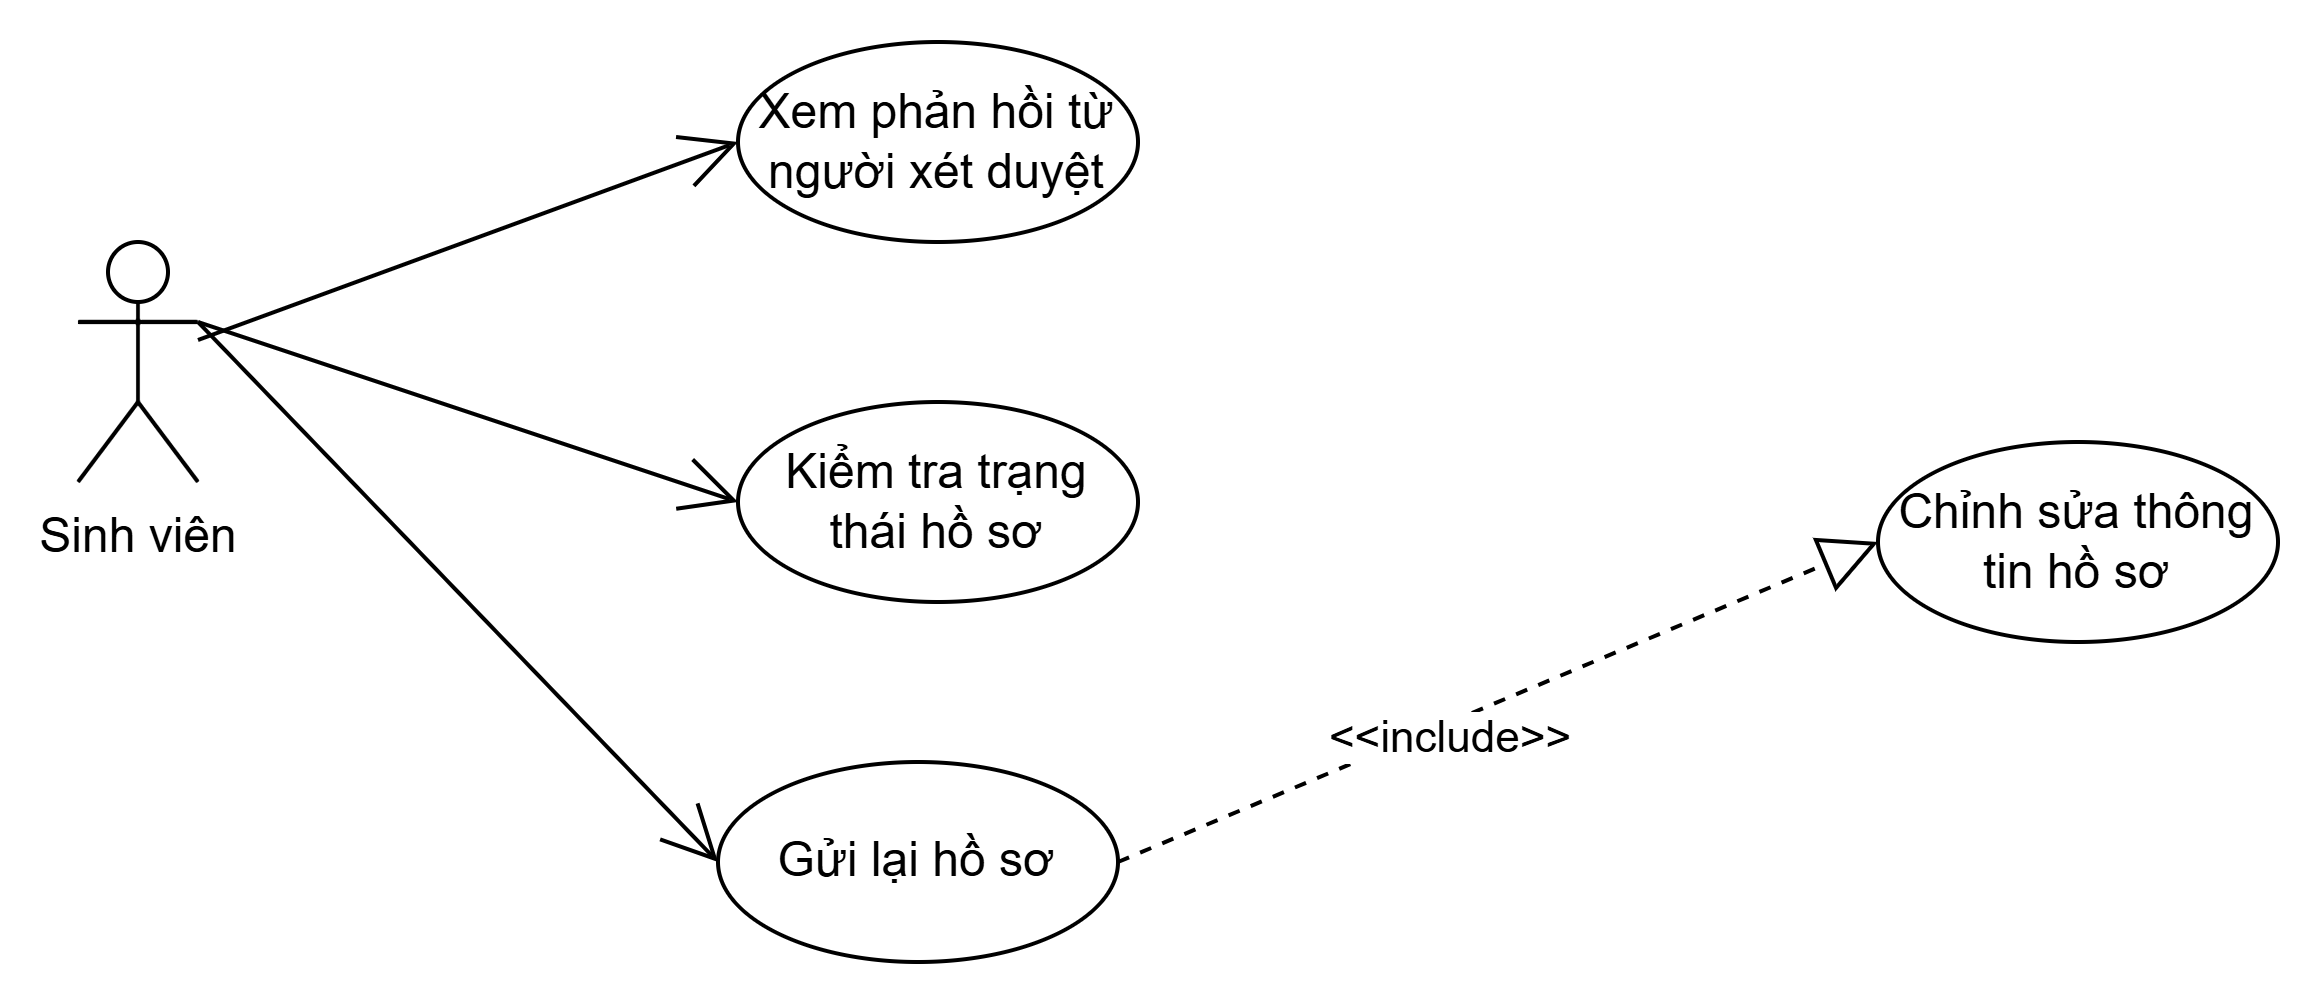 Xem phản hồi từ
người xét duyệt
Sinh viên
Kiểm tra trạng
thái hồ sơ
Chỉnh sửa thông
tin hồ sơ
<<include>>
Gửi lại hồ sơ